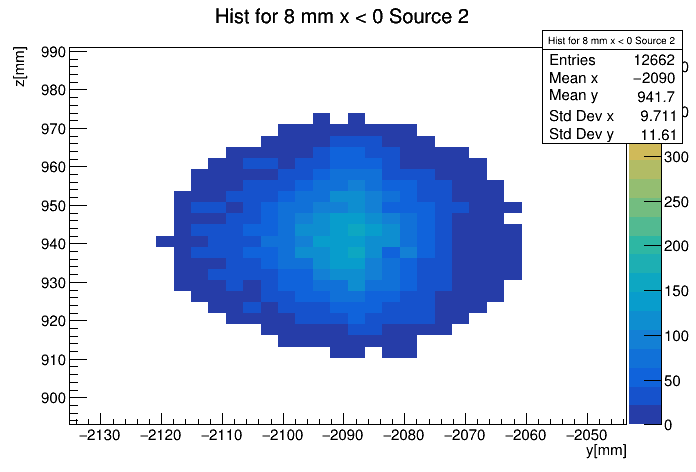 Hist for 8 mm x < 0 Source 2
Hist for 8 mm x < 0 Source 2
Entries 12662
Mean x −2090
Mean y 941.7
Std Dev x 9.711
Std Dev y 11.61
z[mm]
990
980
970
960
950
940
930
920
910
900
−2130 −2120 −2110 −2100 −2090 −2080 −2070 −2060 −2050
y[mm]
300
250
200
150
100
50
0